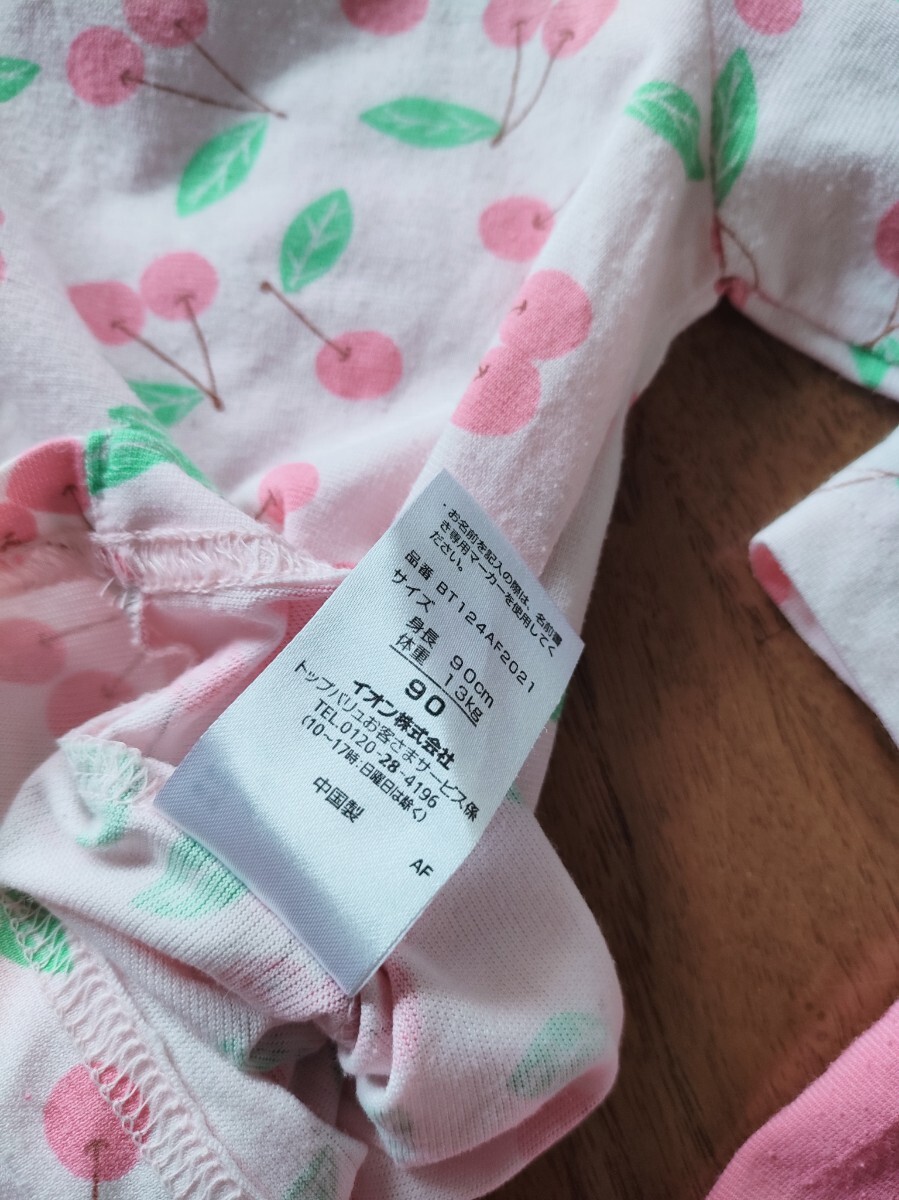 ・お名前を記入の際は、名前書
き専用マーカーを使用してく
ださい。
品番 BT124AF2021
サイズ
身長 90cm
体重 13kg
90
イオン株式会社
トップバリュお客さまサービス係
TEL.0120-28-4196
(10~17時:日曜日は除く)
中国製
AF